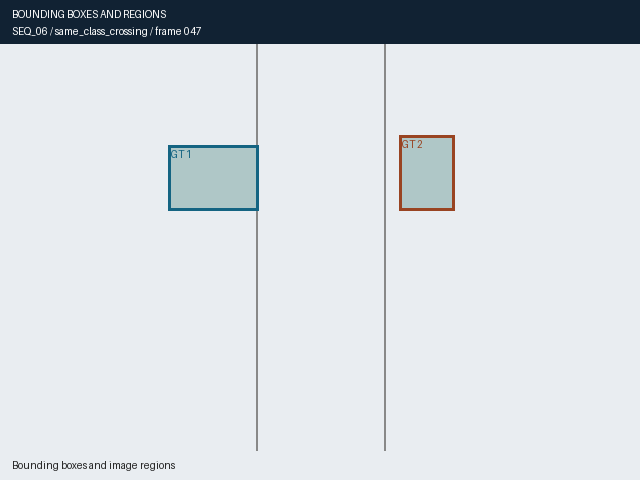 BOUNDING BOXES AND REGIONS
SEQ_06 / same_class_crossing / frame 047
GT1
GT2
Bounding boxes and image regions